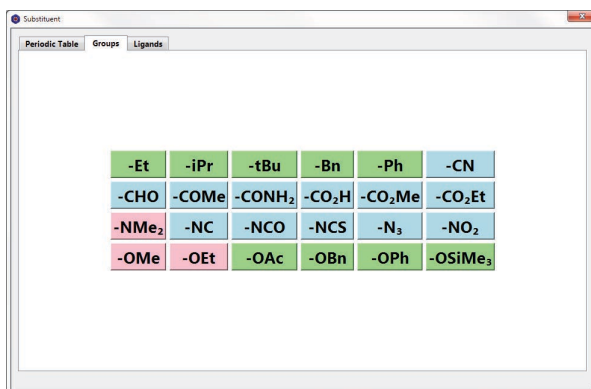 Substituent
Periodic Table Groups Ligands
-Et -iPr -tBu -Bn -Ph -CN
-CHO -COMe -CONH₂ -CO₂H -CO₂Me -CO₂Et
-NMe₂ -NC -NCO -NCS -N₃ -NO₂
-OMe -OEt -OAc -OBn -OPh -OSiMe₃